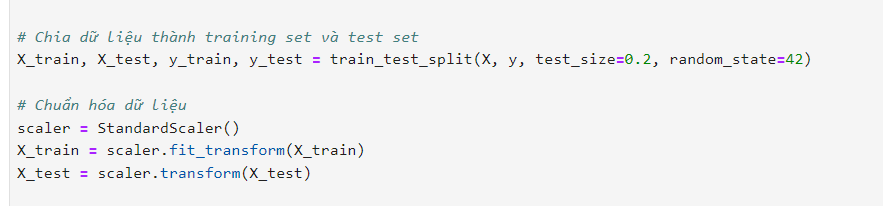 # Chia dữ liệu thành training set và test set
X_train, X_test, y_train, y_test = train_test_split(X, y, test_size=0.2, random_state=42)
# Chuẩn hóa dữ liệu
scaler = StandardScaler()
X_train = scaler.fit_transform(X_train)
X_test = scaler.transform(X_test)